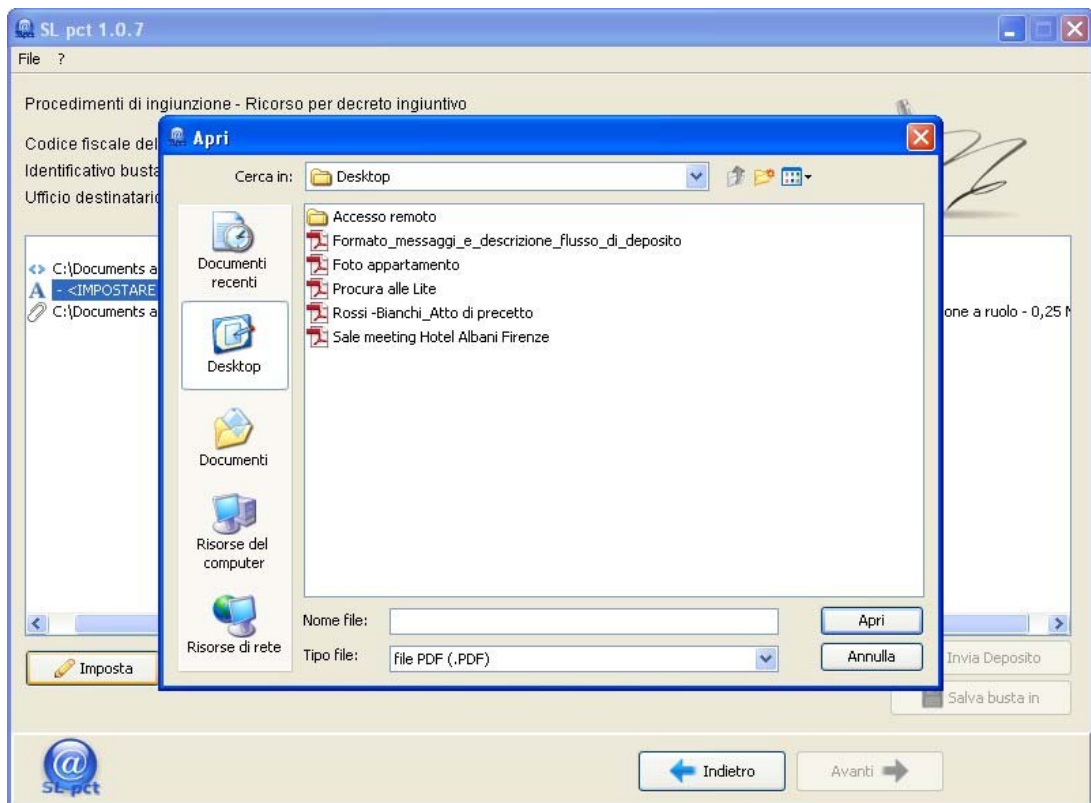 SL pct 1.0.7
File ?
Procedimenti di ingiunzione - Ricorso per decreto ingiuntivo
Codice fiscale del
Identificativo busta
Ufficio destinatario
Apri
Cerca in: Desktop
Documenti recenti
Desktop
Documenti
Risorse del computer
Risorse di rete
Accesso remoto
Formato_messaggi_e_descrizione_flusso_di_deposito
Foto appartamento
Procura alle Lite
Rossi -Bianchi_Atto di precetto
Sale meeting Hotel Albani Firenze
Nome file:
Apri
Tipo file: file PDF (.PDF)
Annulla
C:\Documents a
A - <IMPOSTARE
C:\Documents a
one a ruolo - 0,25 M
Imposta
Invia Deposito
Salva busta in
SL pct
Indietro
Avanti